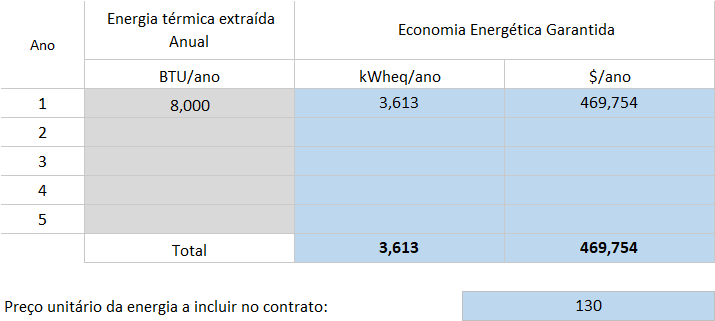 Ano
Energia térmica extraída
Anual
Economia Energética Garantida
BTU/ano
kWheq/ano
$/ano
1
8,000
3,613
469,754
2
3
4
5
Total
3,613
469,754
Preço unitário da energia a incluir no contrato:
130